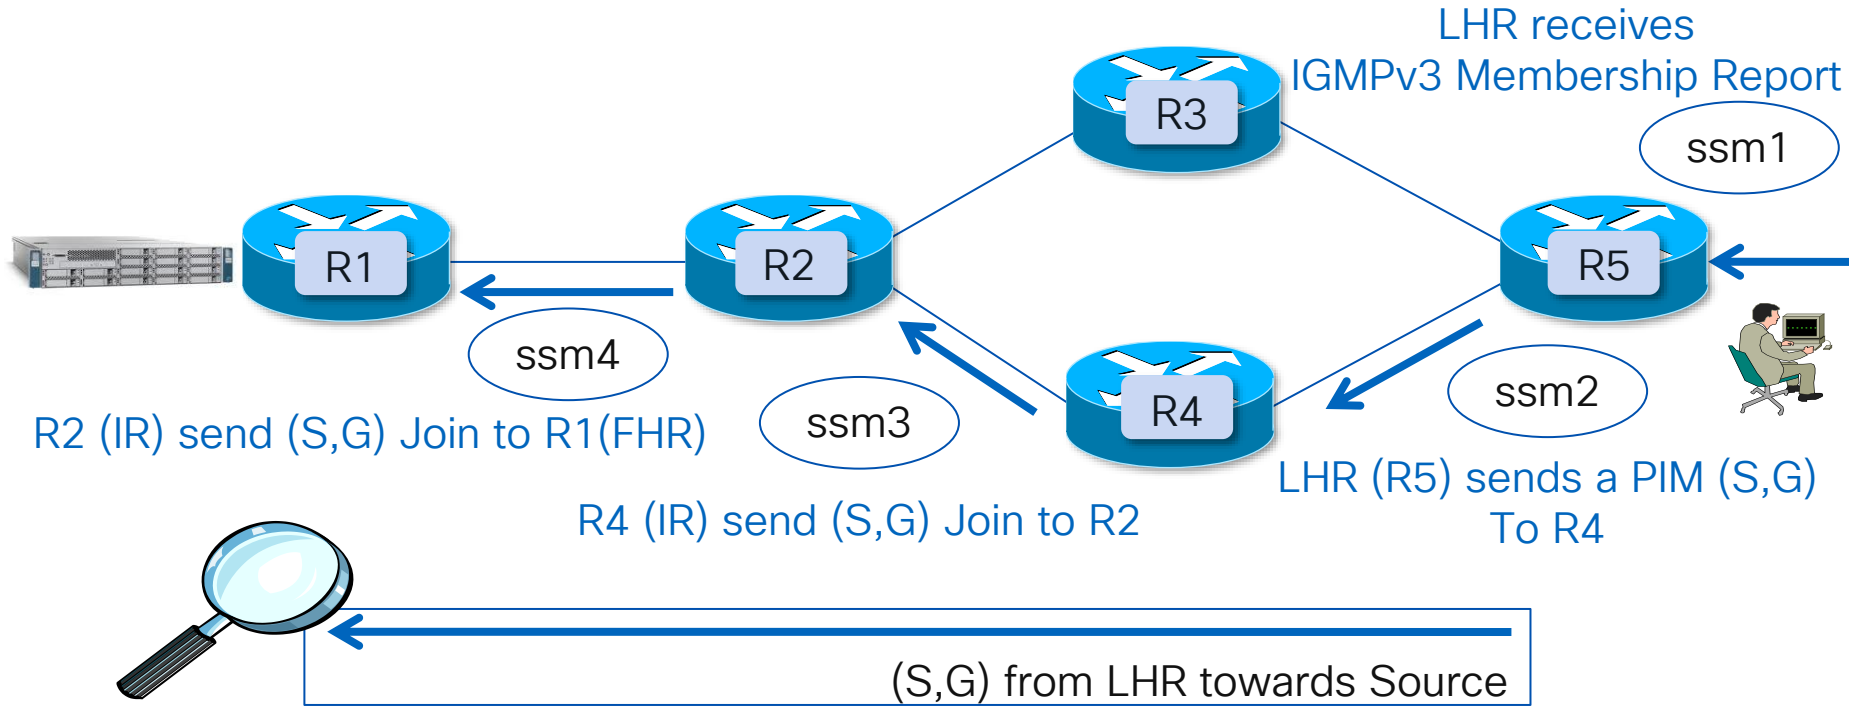 LHR receives
IGMPv3 Membership Report
R3
ssm1
R1
R2
R5
ssm4
ssm2
R4
ssm3
R2 (IR) send (S,G) Join to R1(FHR)
LHR (R5) sends a PIM (S,G)
To R4
R4 (IR) send (S,G) Join to R2
(S,G) from LHR towards Source